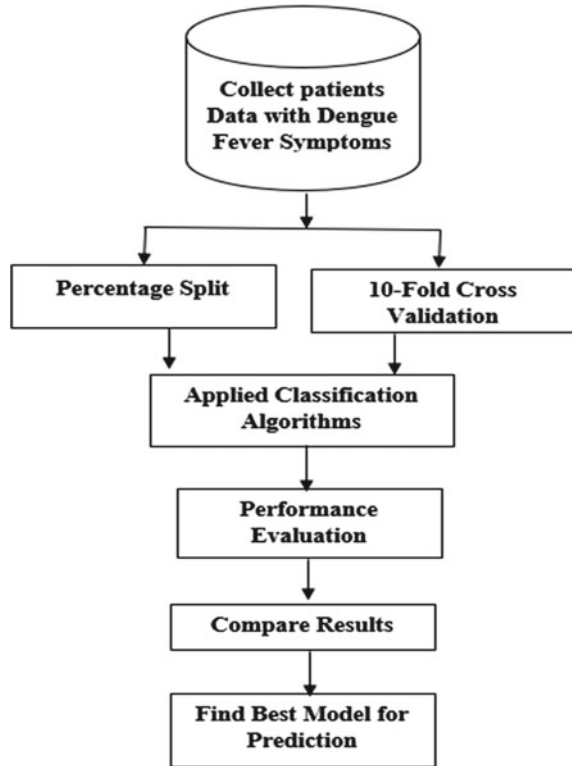 Collect patients
Data with Dengue
Fever Symptoms
Percentage Split
10-Fold Cross
Validation
Applied Classification
Algorithms
Performance
Evaluation
Compare Results
Find Best Model for
Prediction